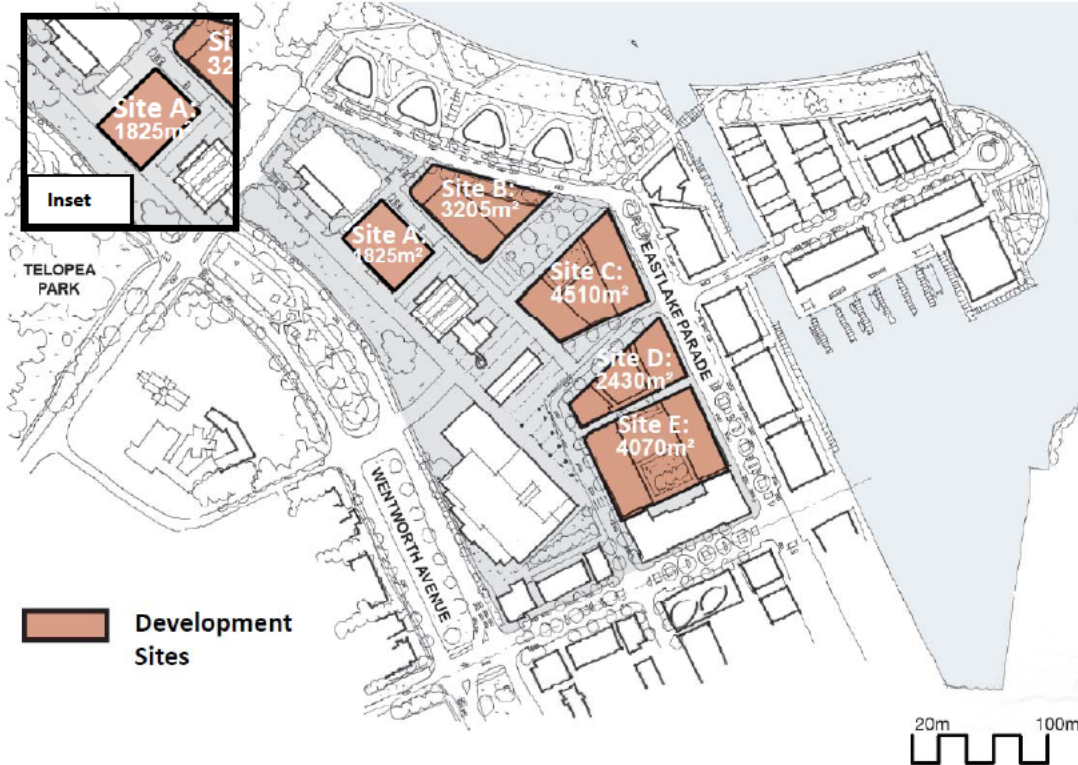 Si
32
Site A:
1825m²
Inset
TELOPEA
PARK
Site B:
3205m²
Site A:
1825m²
Site C:
4510m²
EASTLAKE PARADE
Site D:
2430m²
Site E:
4070m²
WENTWORTH AVENUE
Development
Sites
20m 100m